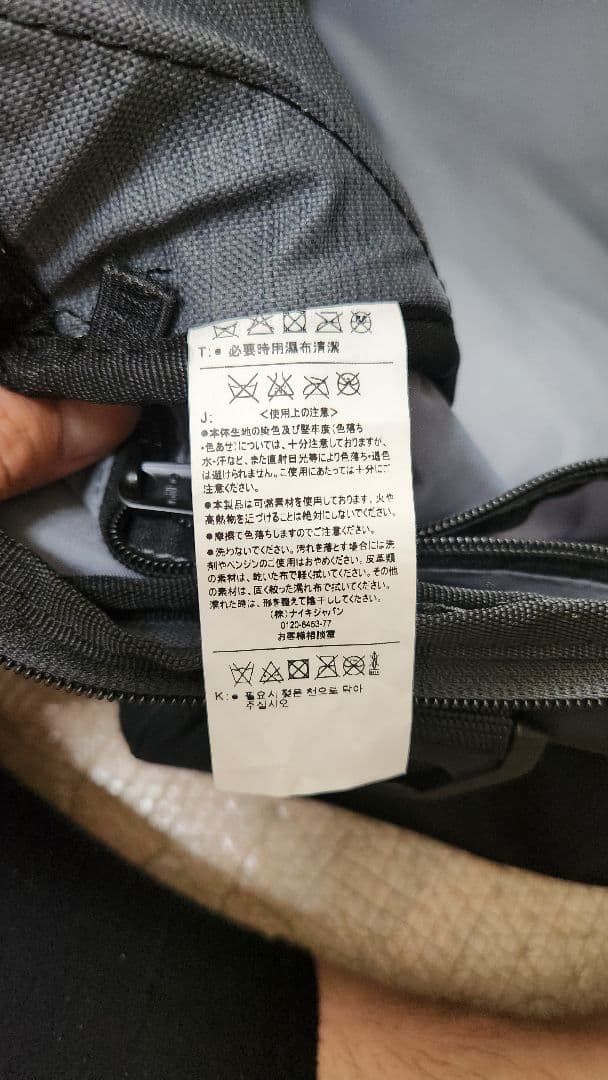 T: ● 必要時用濕布清潔
J: <使用上の注意>
●本体生地の染色及び堅牢度(色落ち
・色あせ)については、十分注意しておりますが、
水・汗など、また直射日光等により色落ち・退色
は避けられません。ご使用にあたっては十分にご
注意ください。
●本製品は可燃素材を使用しております。火や
高熱物を近づけることは絶対にしないでください。
●摩擦で色落ちしますのでご注意ください。
●洗わないでください。汚れを落とす場合には洗
剤やベンジンのご使用はおやめください。皮革類
の素材は、乾いた布で軽く拭いてください。その他
の素材は、固く絞った濡れ布で拭いてください。
濡れた時は、形を整えて陰干ししてください。
(株)ナイキジャパン
0120-6453-77
お客様相談室
K: ● 필요시 젖은 천으로 닦아
주십시오